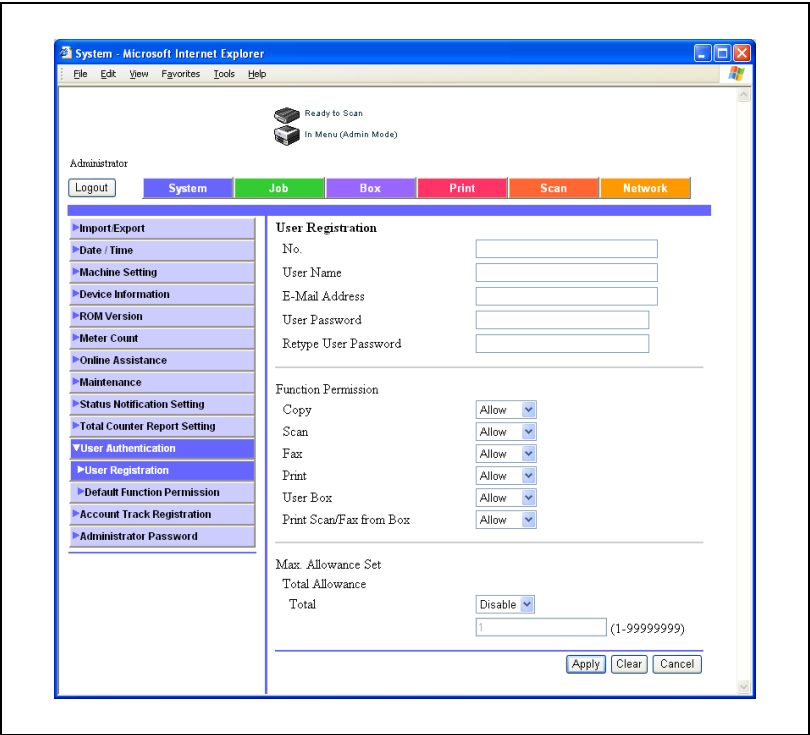 System - Microsoft Internet Explorer
File Edit View Favorites Tools Help
Ready to Scan
In Menu (Admin Mode)
Administrator
Logout System Job Box Print Scan Network
Import/Export
Date / Time
Machine Setting
Device Information
ROM Version
Meter Count
Online Assistance
Maintenance
Status Notification Setting
Total Counter Report Setting
User Authentication
User Registration
Default Function Permission
Account Track Registration
Administrator Password
User Registration
No.
User Name
E-Mail Address
User Password
Retype User Password
Function Permission
Copy Allow
Scan Allow
Fax Allow
Print Allow
User Box Allow
Print Scan/Fax from Box Allow
Max. Allowance Set
Total Allowance
Total Disable
1 (1-99999999)
Apply Clear Cancel